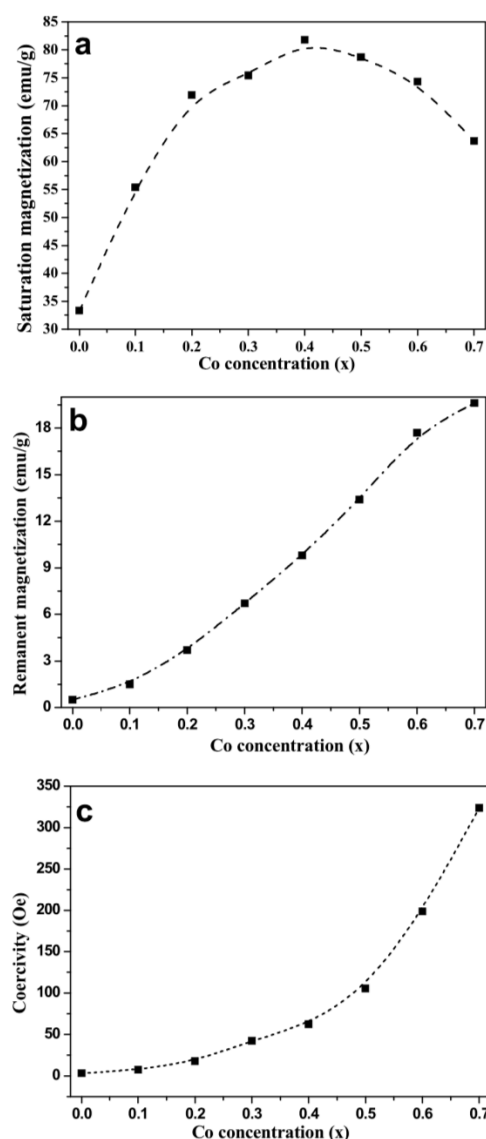 a
Saturation magnetization (emu/g)
85
80
75
70
65
60
55
50
45
40
35
30
0.0 0.1 0.2 0.3 0.4 0.5 0.6 0.7
Co concentration (x)
b
Remanent magnetization (emu/g)
18
15
12
9
6
3
0
0.0 0.1 0.2 0.3 0.4 0.5 0.6 0.7
Co concentration (x)
c
Coercivity (Oe)
350
300
250
200
150
100
50
0
0.0 0.1 0.2 0.3 0.4 0.5 0.6 0.7
Co concentration (x)